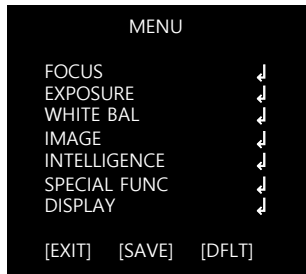 MENU
FOCUS ↲
EXPOSURE ↲
WHITE BAL ↲
IMAGE ↲
INTELLIGENCE ↲
SPECIAL FUNC ↲
DISPLAY ↲
[EXIT] [SAVE] [DFLT]